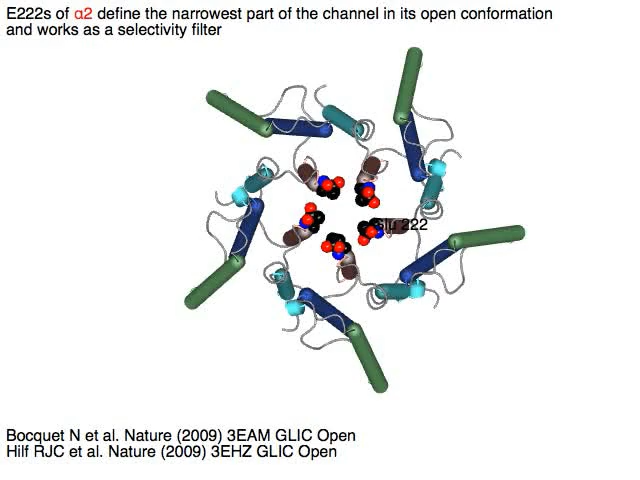 E222s of α2 define the narrowest part of the channel in its open conformation
and works as a selectivity filter
Glu 222
Bocquet N et al. Nature (2009) 3EAM GLIC Open
Hilf RJC et al. Nature (2009) 3EHZ GLIC Open